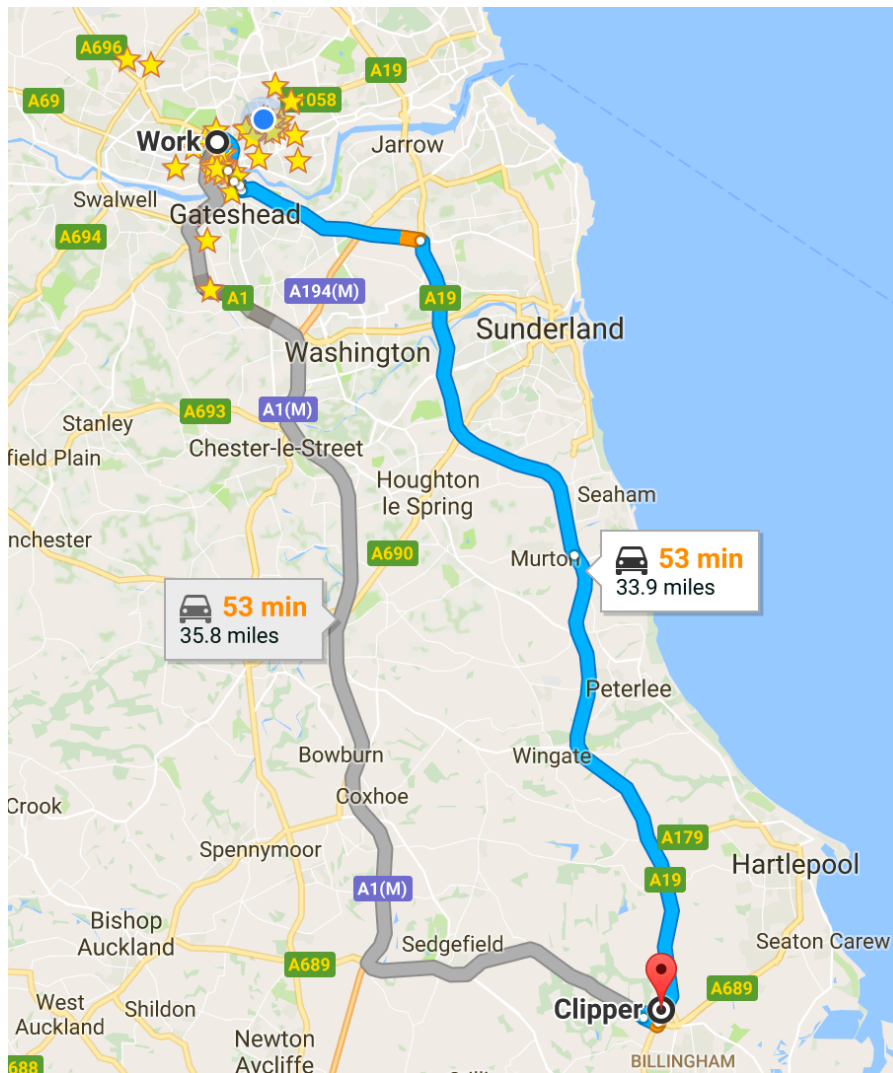 A696
A19
A69
1058
Work
Jarrow
Swalwell
Gateshead
A694
A194(M)
A1
A19
Sunderland
Washington
A693
A1(M)
Stanley
Chester-le-Street
field Plain
Houghton
le Spring
Seaham
nchester
A690
Murton
53 min
33.9 miles
53 min
35.8 miles
Peterlee
Bowburn
Wingate
Coxhoe
Crook
A179
Spennymoor
Hartlepool
A19
A1(M)
Bishop
Auckland
Sedgefield
Seaton Carew
A689
A689
West
Auckland
Shildon
Clipper
Newton
Aycliffe
688
BILLINGHAM